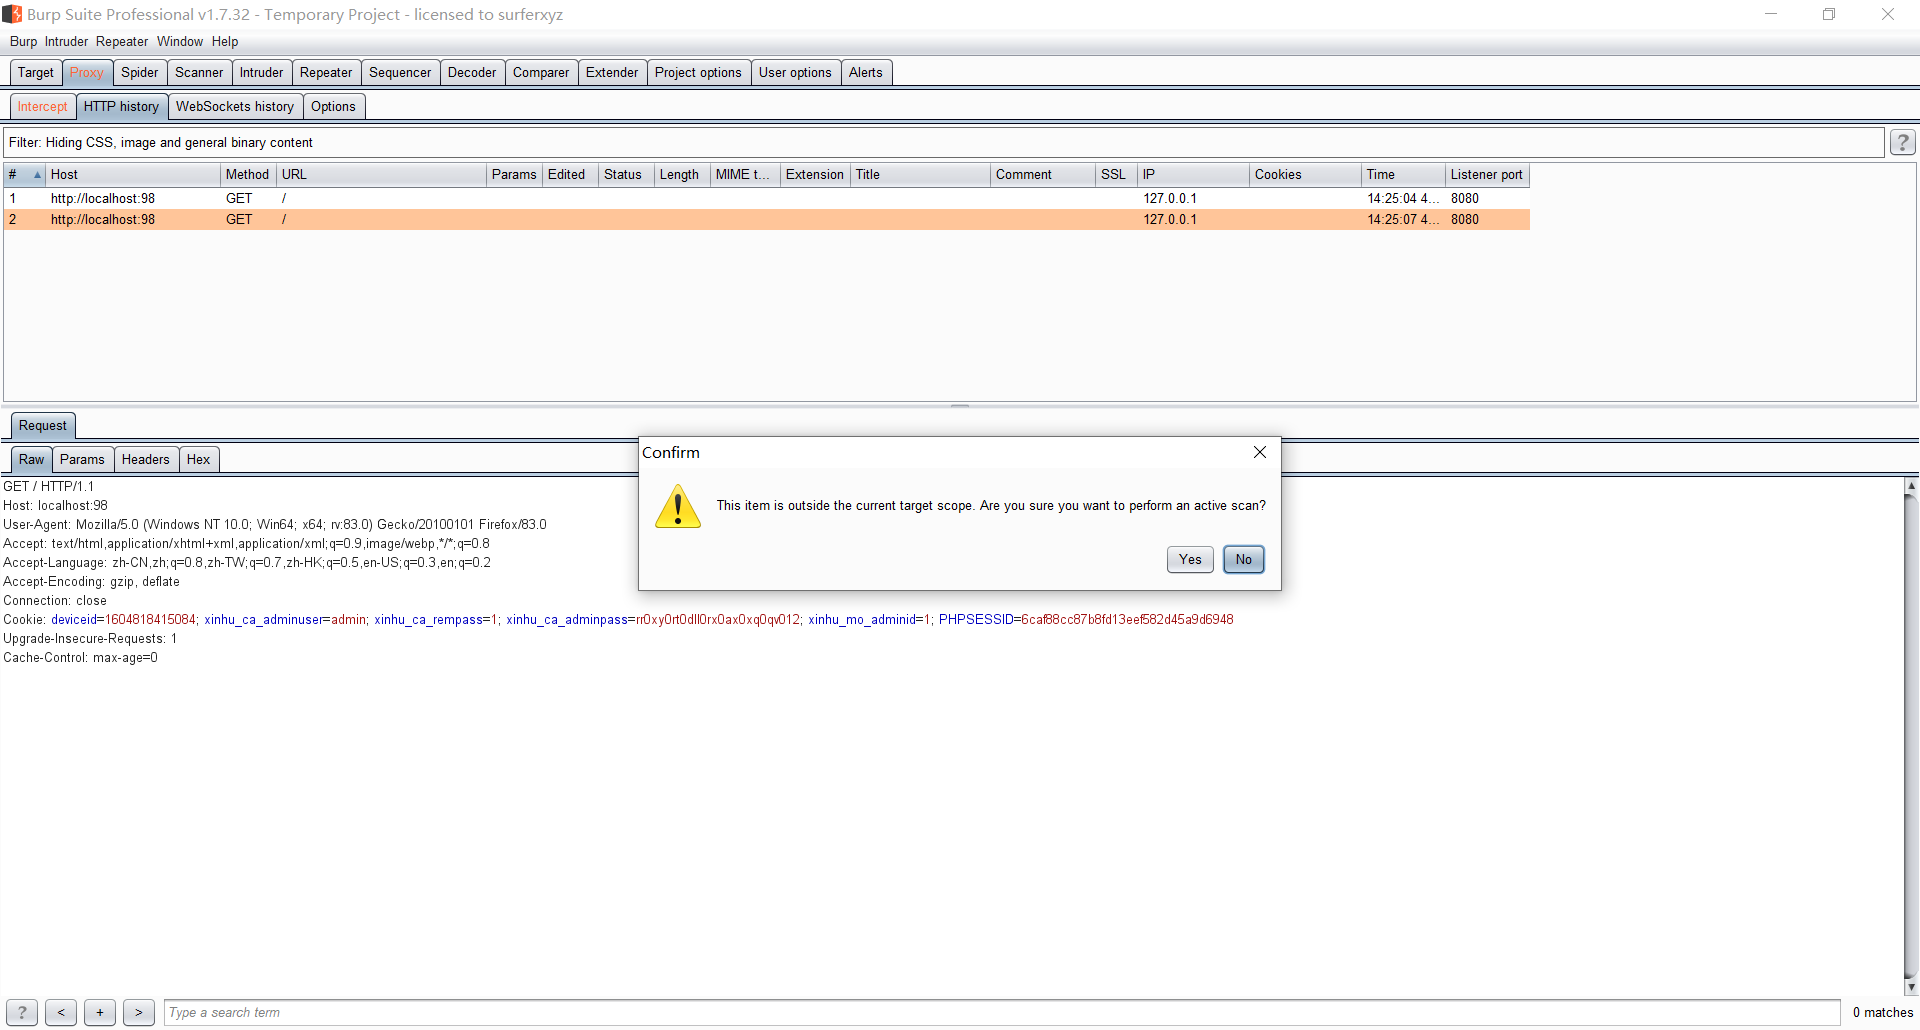 Burp Suite Professional v1.7.32 - Temporary Project - licensed to surferxyz
Burp Intruder Repeater Window Help
Target Proxy Spider Scanner Intruder Repeater Sequencer Decoder Comparer Extender Project options User options Alerts
Intercept HTTP history WebSockets history Options
Filter: Hiding CSS, image and general binary content ?
# Host Method URL Params Edited Status Length MIME t... Extension Title Comment SSL IP Cookies Time Listener port
1 http://localhost:98 GET / 127.0.0.1 14:25:04 4... 8080
2 http://localhost:98 GET / 127.0.0.1 14:25:07 4... 8080
Request
Raw Params Headers Hex
Confirm
This item is outside the current target scope. Are you sure you want to perform an active scan?
Yes No
GET / HTTP/1.1
Host: localhost:98
User-Agent: Mozilla/5.0 (Windows NT 10.0; Win64; x64; rv:83.0) Gecko/20100101 Firefox/83.0
Accept: text/html,application/xhtml+xml,application/xml;q=0.9,image/webp,*/*;q=0.8
Accept-Language: zh-CN,zh;q=0.8,zh-TW;q=0.7,zh-HK;q=0.5,en-US;q=0.3,en;q=0.2
Accept-Encoding: gzip, deflate
Connection: close
Cookie: deviceid=1604818415084; xinhu_ca_adminuser=admin; xinhu_ca_rempass=1; xinhu_ca_adminpass=rr0xy0rt0dll0rx0ax0xq0qv012; xinhu_mo_adminid=1; PHPSESSID=6caf88cc87b8fd13eef582d45a9d6948
Upgrade-Insecure-Requests: 1
Cache-Control: max-age=0
? < + > Type a search term 0 matches